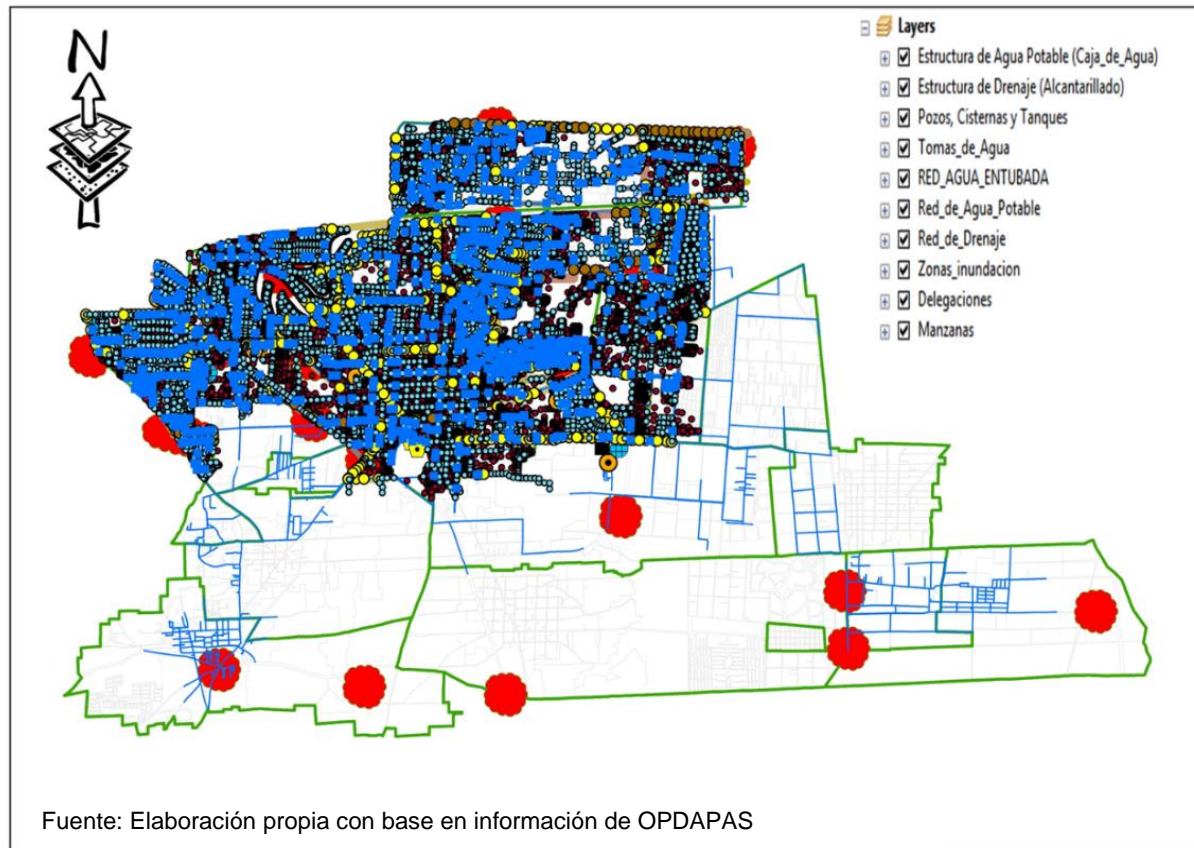 N
Layers
Estructura de Agua Potable (Caja_de_Agua)
Estructura de Drenaje (Alcantarillado)
Pozos, Cisternas y Tanques
Tomas_de_Agua
RED_AGUA_ENTUBADA
Red_de_Agua_Potable
Red_de_Drenaje
Zonas_inundacion
Delegaciones
Manzanas
Fuente: Elaboración propia con base en información de OPDAPAS